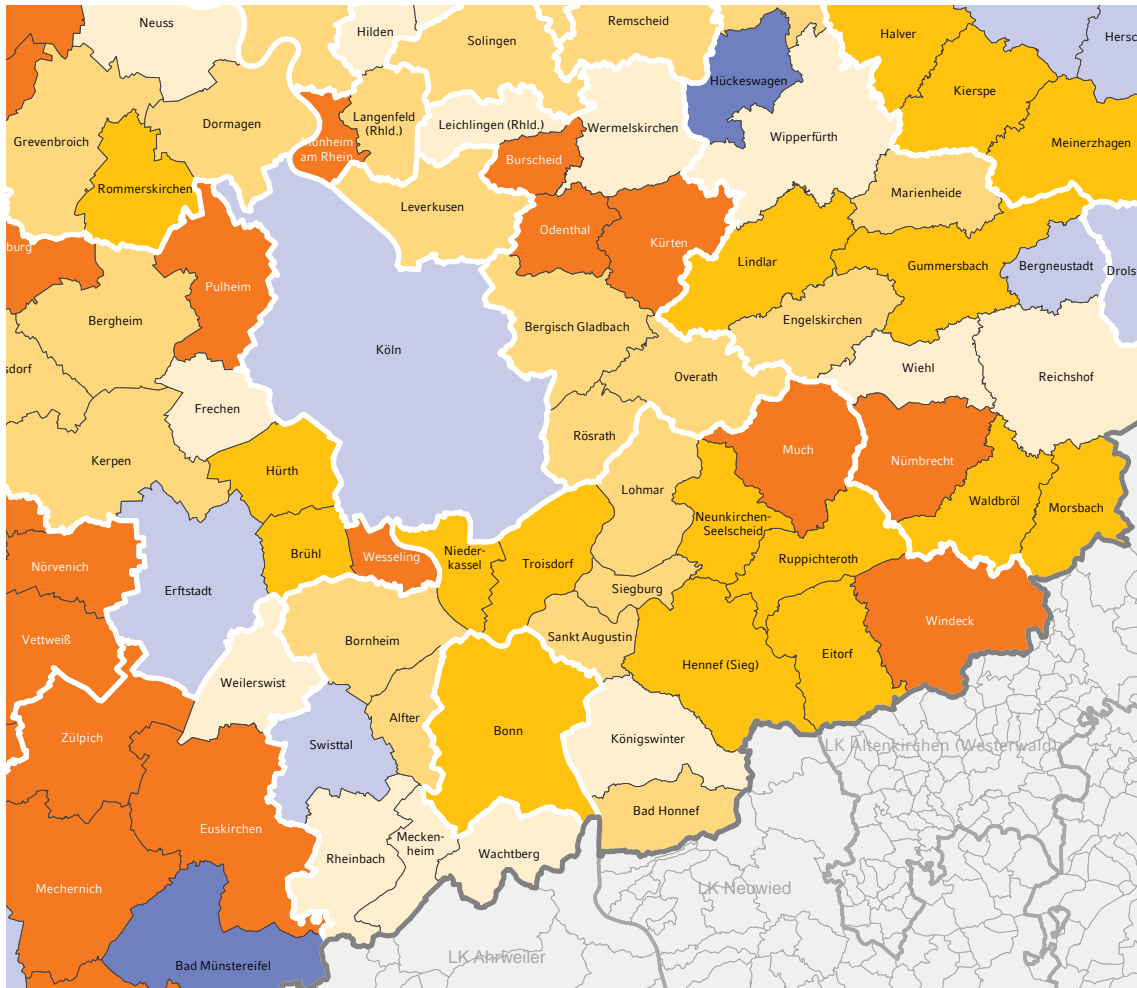 Neuss
Hilden
Solingen
Remscheid
Halver
Hersc
Hückeswagen
Kierspe
Grevenbroich
Dormagen
Langenfeld
(Rhld.)
Leichlingen (Rhld.)
Wermelskirchen
Wipperfürth
Meinerzhagen
am Rhein
Burscheid
Rommerskirchen
Leverkusen
Marienheide
Odenthal
Kürten
burg
Pulheim
Lindlar
Gummersbach
Bergneustadt
Drols
Bergheim
Köln
Bergisch Gladbach
Engelskirchen
sdorf
Frechen
Overath
Wiehl
Reichshof
Kerpen
Hürth
Rösrath
Much
Nümbrecht
Lohmar
Waldbröl
Morsbach
Neunkirchen-
Seelscheid
Nörvenich
Brühl
Wesseling
Nieder-
kassel
Troisdorf
Ruppichteroth
Erftstadt
Siegburg
Vettweiß
Bornheim
Sankt Augustin
Hennef (Sieg)
Eitorf
Windeck
Weilerswist
Alfter
Zülpich
Swisttal
Bonn
Königswinter
LK Altenkirchen (Westerwald)
Euskirchen
Bad Honnef
Mecken-
heim
Rheinbach
Wachtberg
Mechernich
LK Neuwied
Bad Münstereifel
LK Ahrweiler